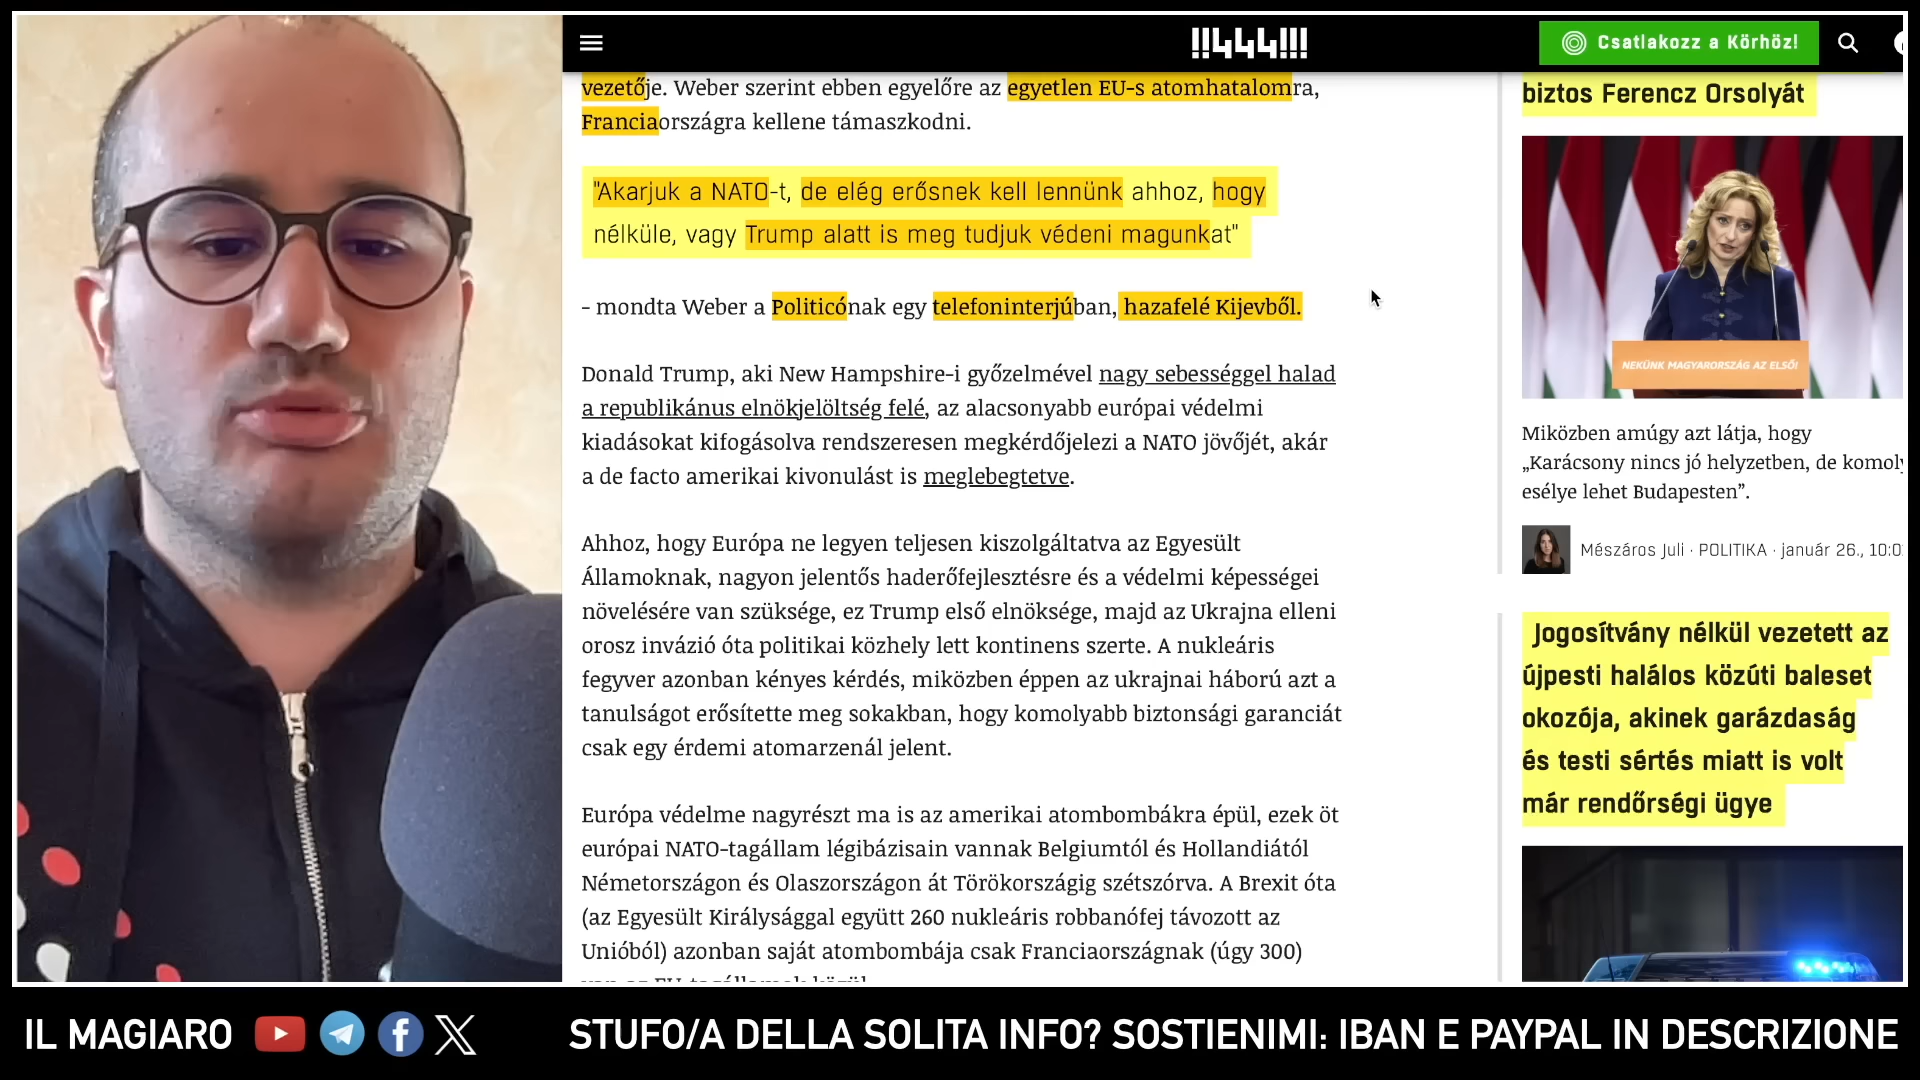 !!444!!!
Csatlakozz a Körhöz!
vezetője. Weber szerint ebben egyelőre az egyetlen EU-s atomhatalomra,
Franciaországra kellene támaszkodni.
"Akarjuk a NATO-t, de elég erősnek kell lennünk ahhoz, hogy
nélküle, vagy Trump alatt is meg tudjuk védeni magunkat"
- mondta Weber a Politicónak egy telefoninterjúban, hazafelé Kijevből.
Donald Trump, aki New Hampshire-i győzelmével nagy sebességgel halad
a republikánus elnökjelöltség felé, az alacsonyabb európai védelmi
kiadásokat kifogásolva rendszeresen megkérdőjelezi a NATO jövőjét, akár
a de facto amerikai kivonulást is meglebegtetve.
Ahhoz, hogy Európa ne legyen teljesen kiszolgáltatva az Egyesült
Államoknak, nagyon jelentős haderőfejlesztésre és a védelmi képességei
növelésére van szüksége, ez Trump első elnöksége, majd az Ukrajna elleni
orosz invázió óta politikai közhely lett kontinens szerte. A nukleáris
fegyver azonban kényes kérdés, miközben éppen az ukrajnai háború azt a
tanulságot erősítette meg sokakban, hogy komolyabb biztonsági garanciát
csak egy érdemi atomarzenál jelent.
Európa védelme nagyrészt ma is az amerikai atombombákra épül, ezek öt
európai NATO-tagállam légibázisain vannak Belgiumtól és Hollandiától
Németországon és Olaszországon át Törökországig szétszórva. A Brexit óta
(az Egyesült Királysággal együtt 260 nukleáris robbanófej távozott az
Unióból) azonban saját atombombája csak Franciaországnak (úgy 300)
biztos Ferencz Orsolyát
NEKÜNK MAGYARORSZÁG AZ ELSŐ!
Miközben amúgy azt látja, hogy
„Karácsony nincs jó helyzetben, de komoly
esélye lehet Budapesten”.
Mészáros Juli · POLITIKA · január 26., 10:0
Jogosítvány nélkül vezetett az
újpesti halálos közúti baleset
okozója, akinek garázdaság
és testi sértés miatt is volt
már rendőrségi ügye
IL MAGIARO
STUFO/A DELLA SOLITA INFO? SOSTIENIMI: IBAN E PAYPAL IN DESCRIZIONE